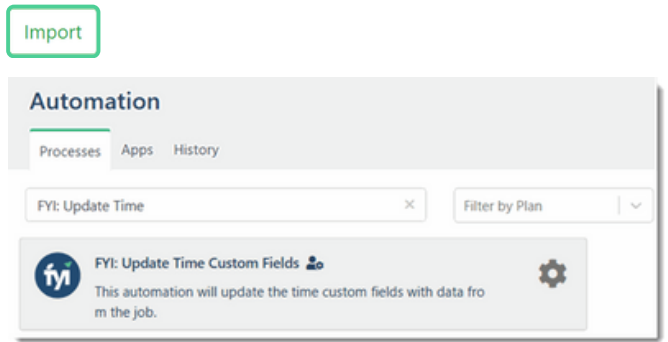 Import
Automation
Processes Apps History
FYI: Update Time × Filter by Plan
fyi FYI: Update Time Custom Fields
This automation will update the time custom fields with data fro
m the job.